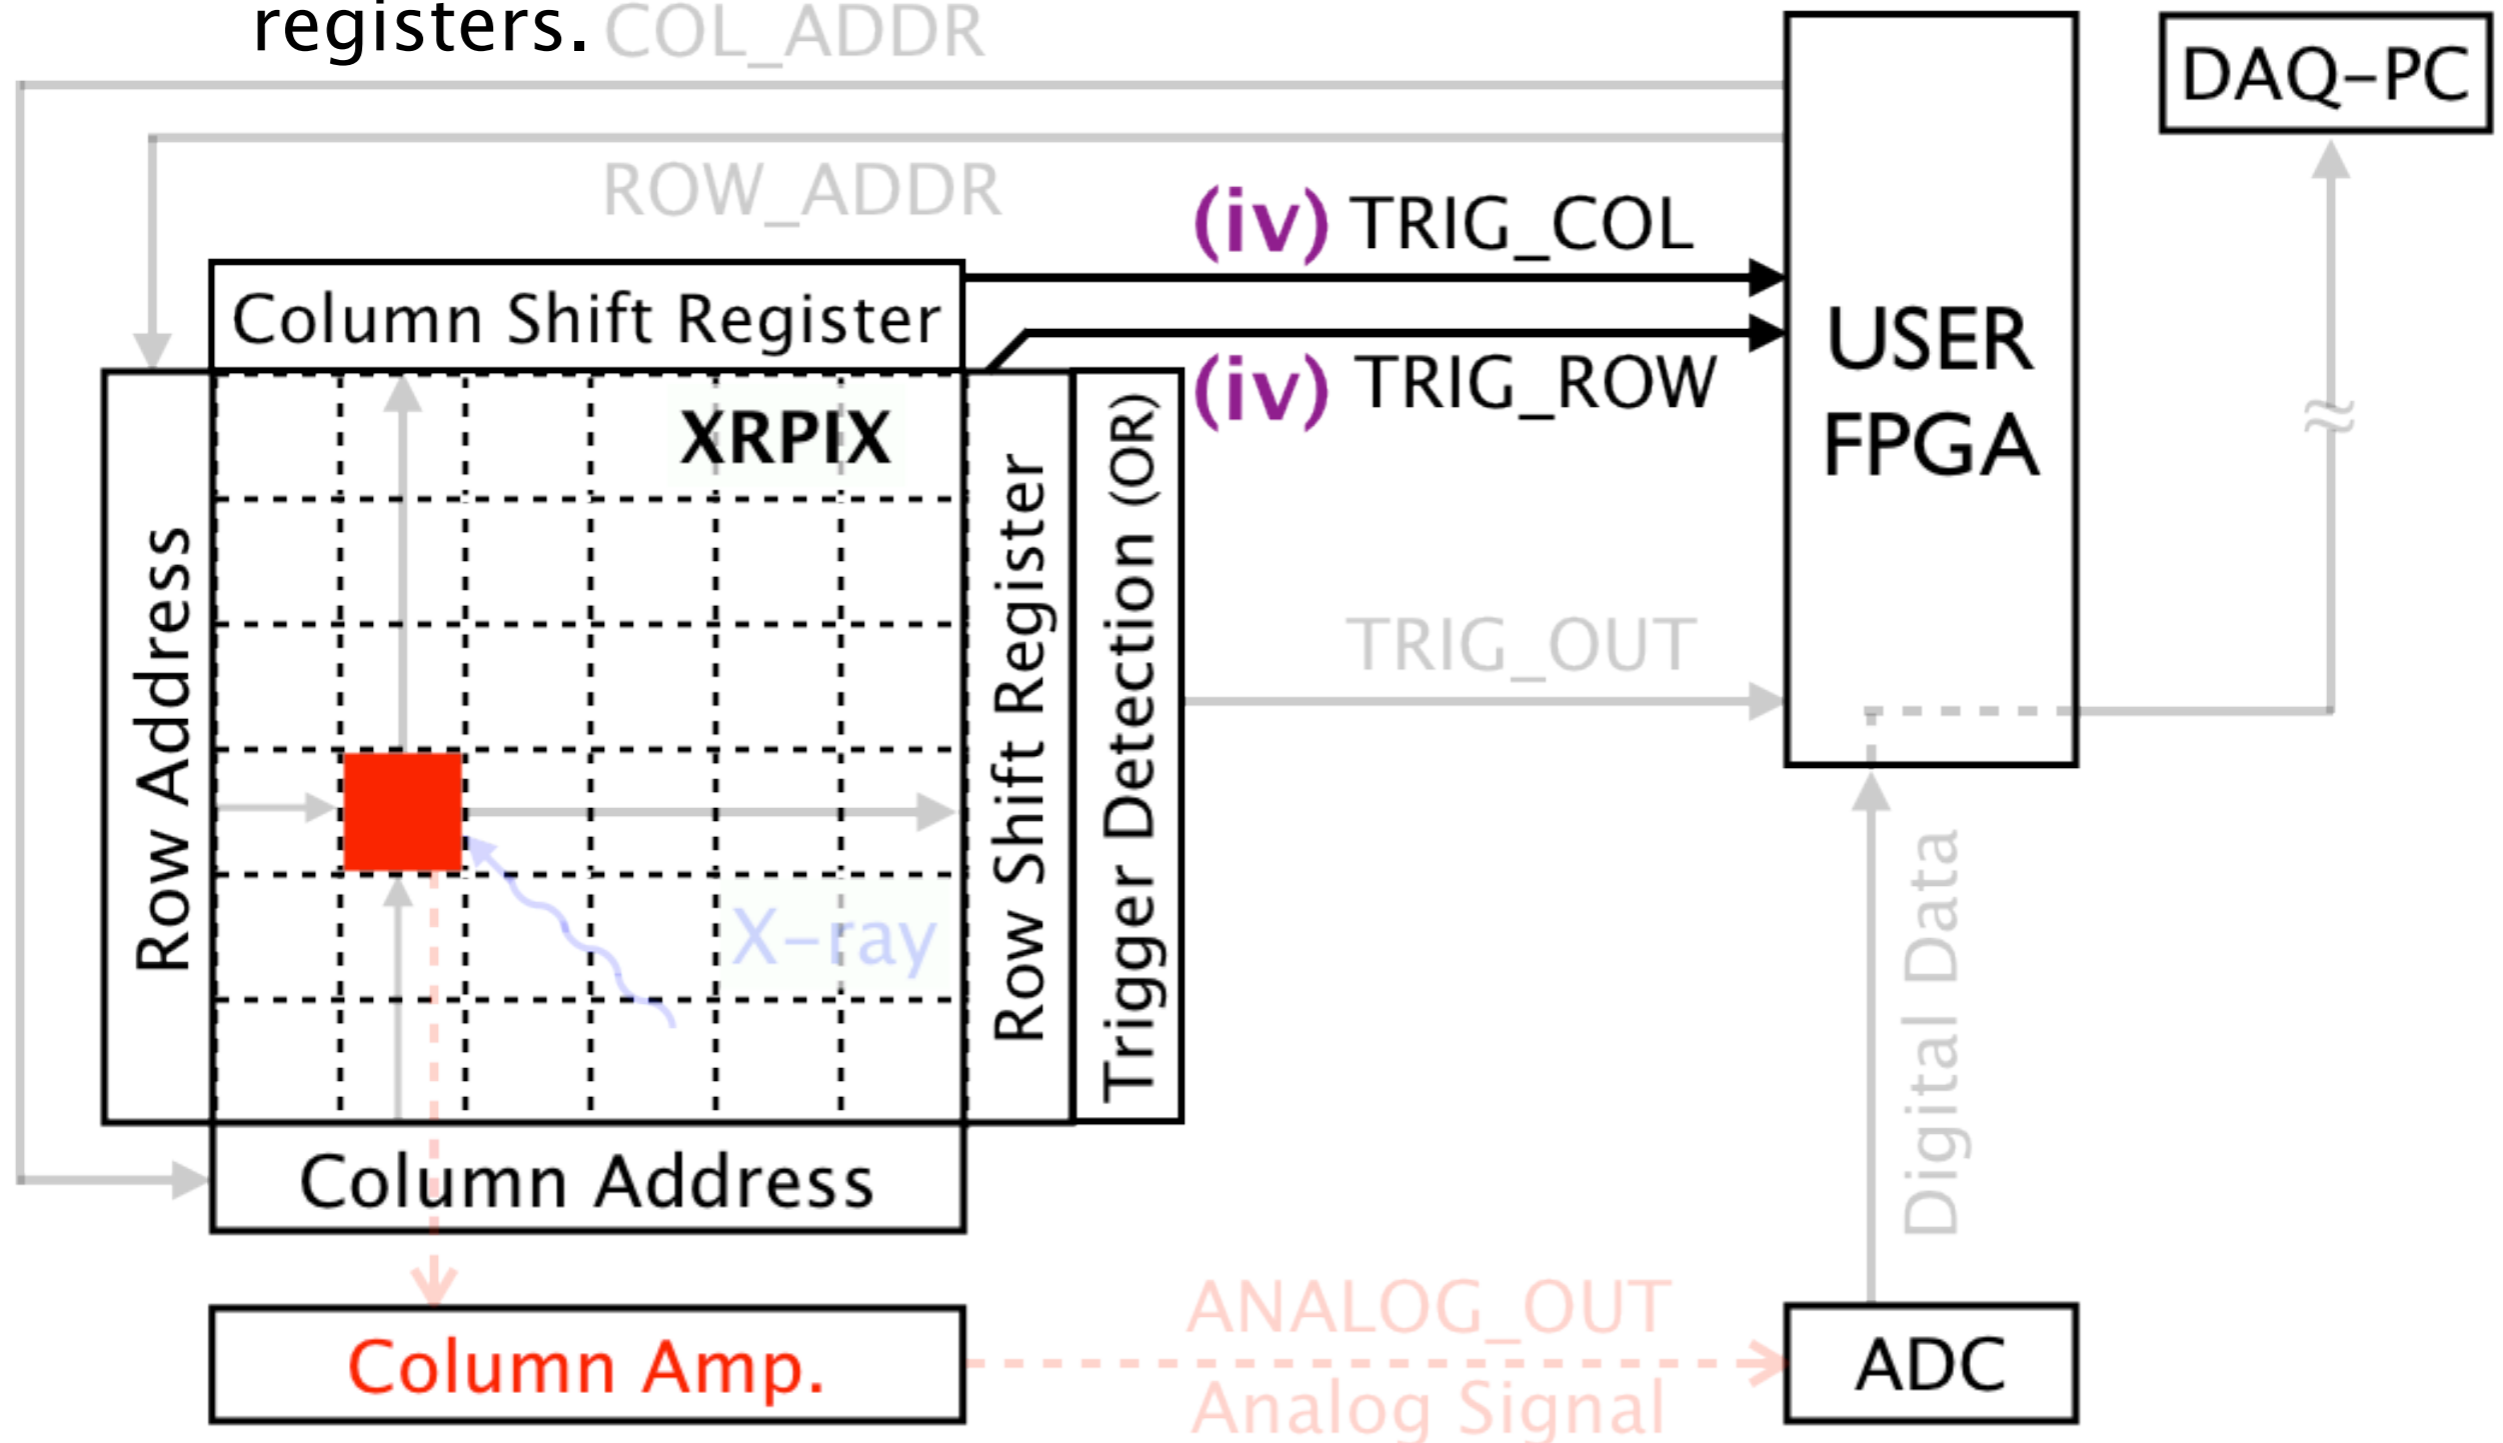 registers.
COL_ADDR
DAQ-PC
ROW_ADDR
(iv) TRIG_COL
Column Shift Register
(iv) TRIG_ROW
USER
FPGA
XRPIX
Row Address
Row Shift Register
Trigger Detection (OR)
TRIG_OUT
X-ray
Digital Data
Column Address
ANALOG_OUT
Column Amp.
Analog Signal
ADC